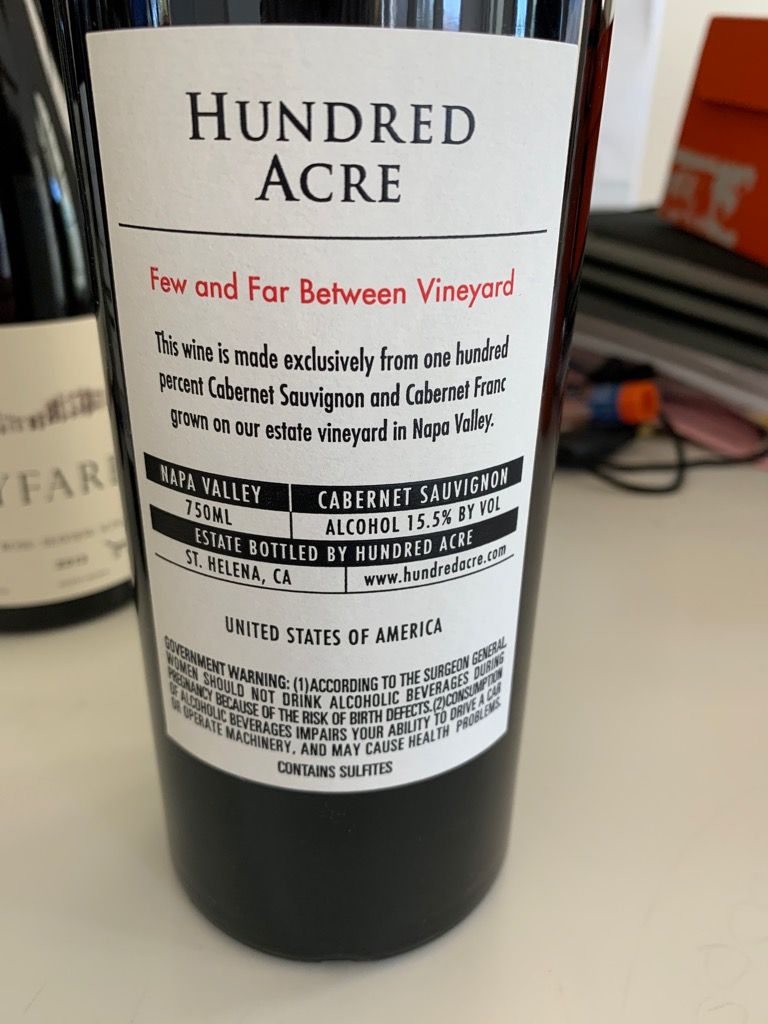 HUNDRED
ACRE
Few and Far Between Vineyard
This wine is made exclusively from one hundred
percent Cabernet Sauvignon and Cabernet Franc
grown on our estate vineyard in Napa Valley.
NAPA VALLEY CABERNET SAUVIGNON
750ML ALCOHOL 15.5% BY VOL
ESTATE BOTTLED BY HUNDRED ACRE
ST. HELENA, CA www.hundredacre.com
UNITED STATES OF AMERICA
GOVERNMENT WARNING: (1)ACCORDING TO THE SURGEON GENERAL
WOMEN SHOULD NOT DRINK ALCOHOLIC BEVERAGES DURING
PREGNANCY BECAUSE OF THE RISK OF BIRTH DEFECTS.(2)CONSUMPTION
OF ALCOHOLIC BEVERAGES IMPAIRS YOUR ABILITY TO DRIVE A CAR
OR OPERATE MACHINERY, AND MAY CAUSE HEALTH PROBLEMS.
CONTAINS SULFITES
YFAR